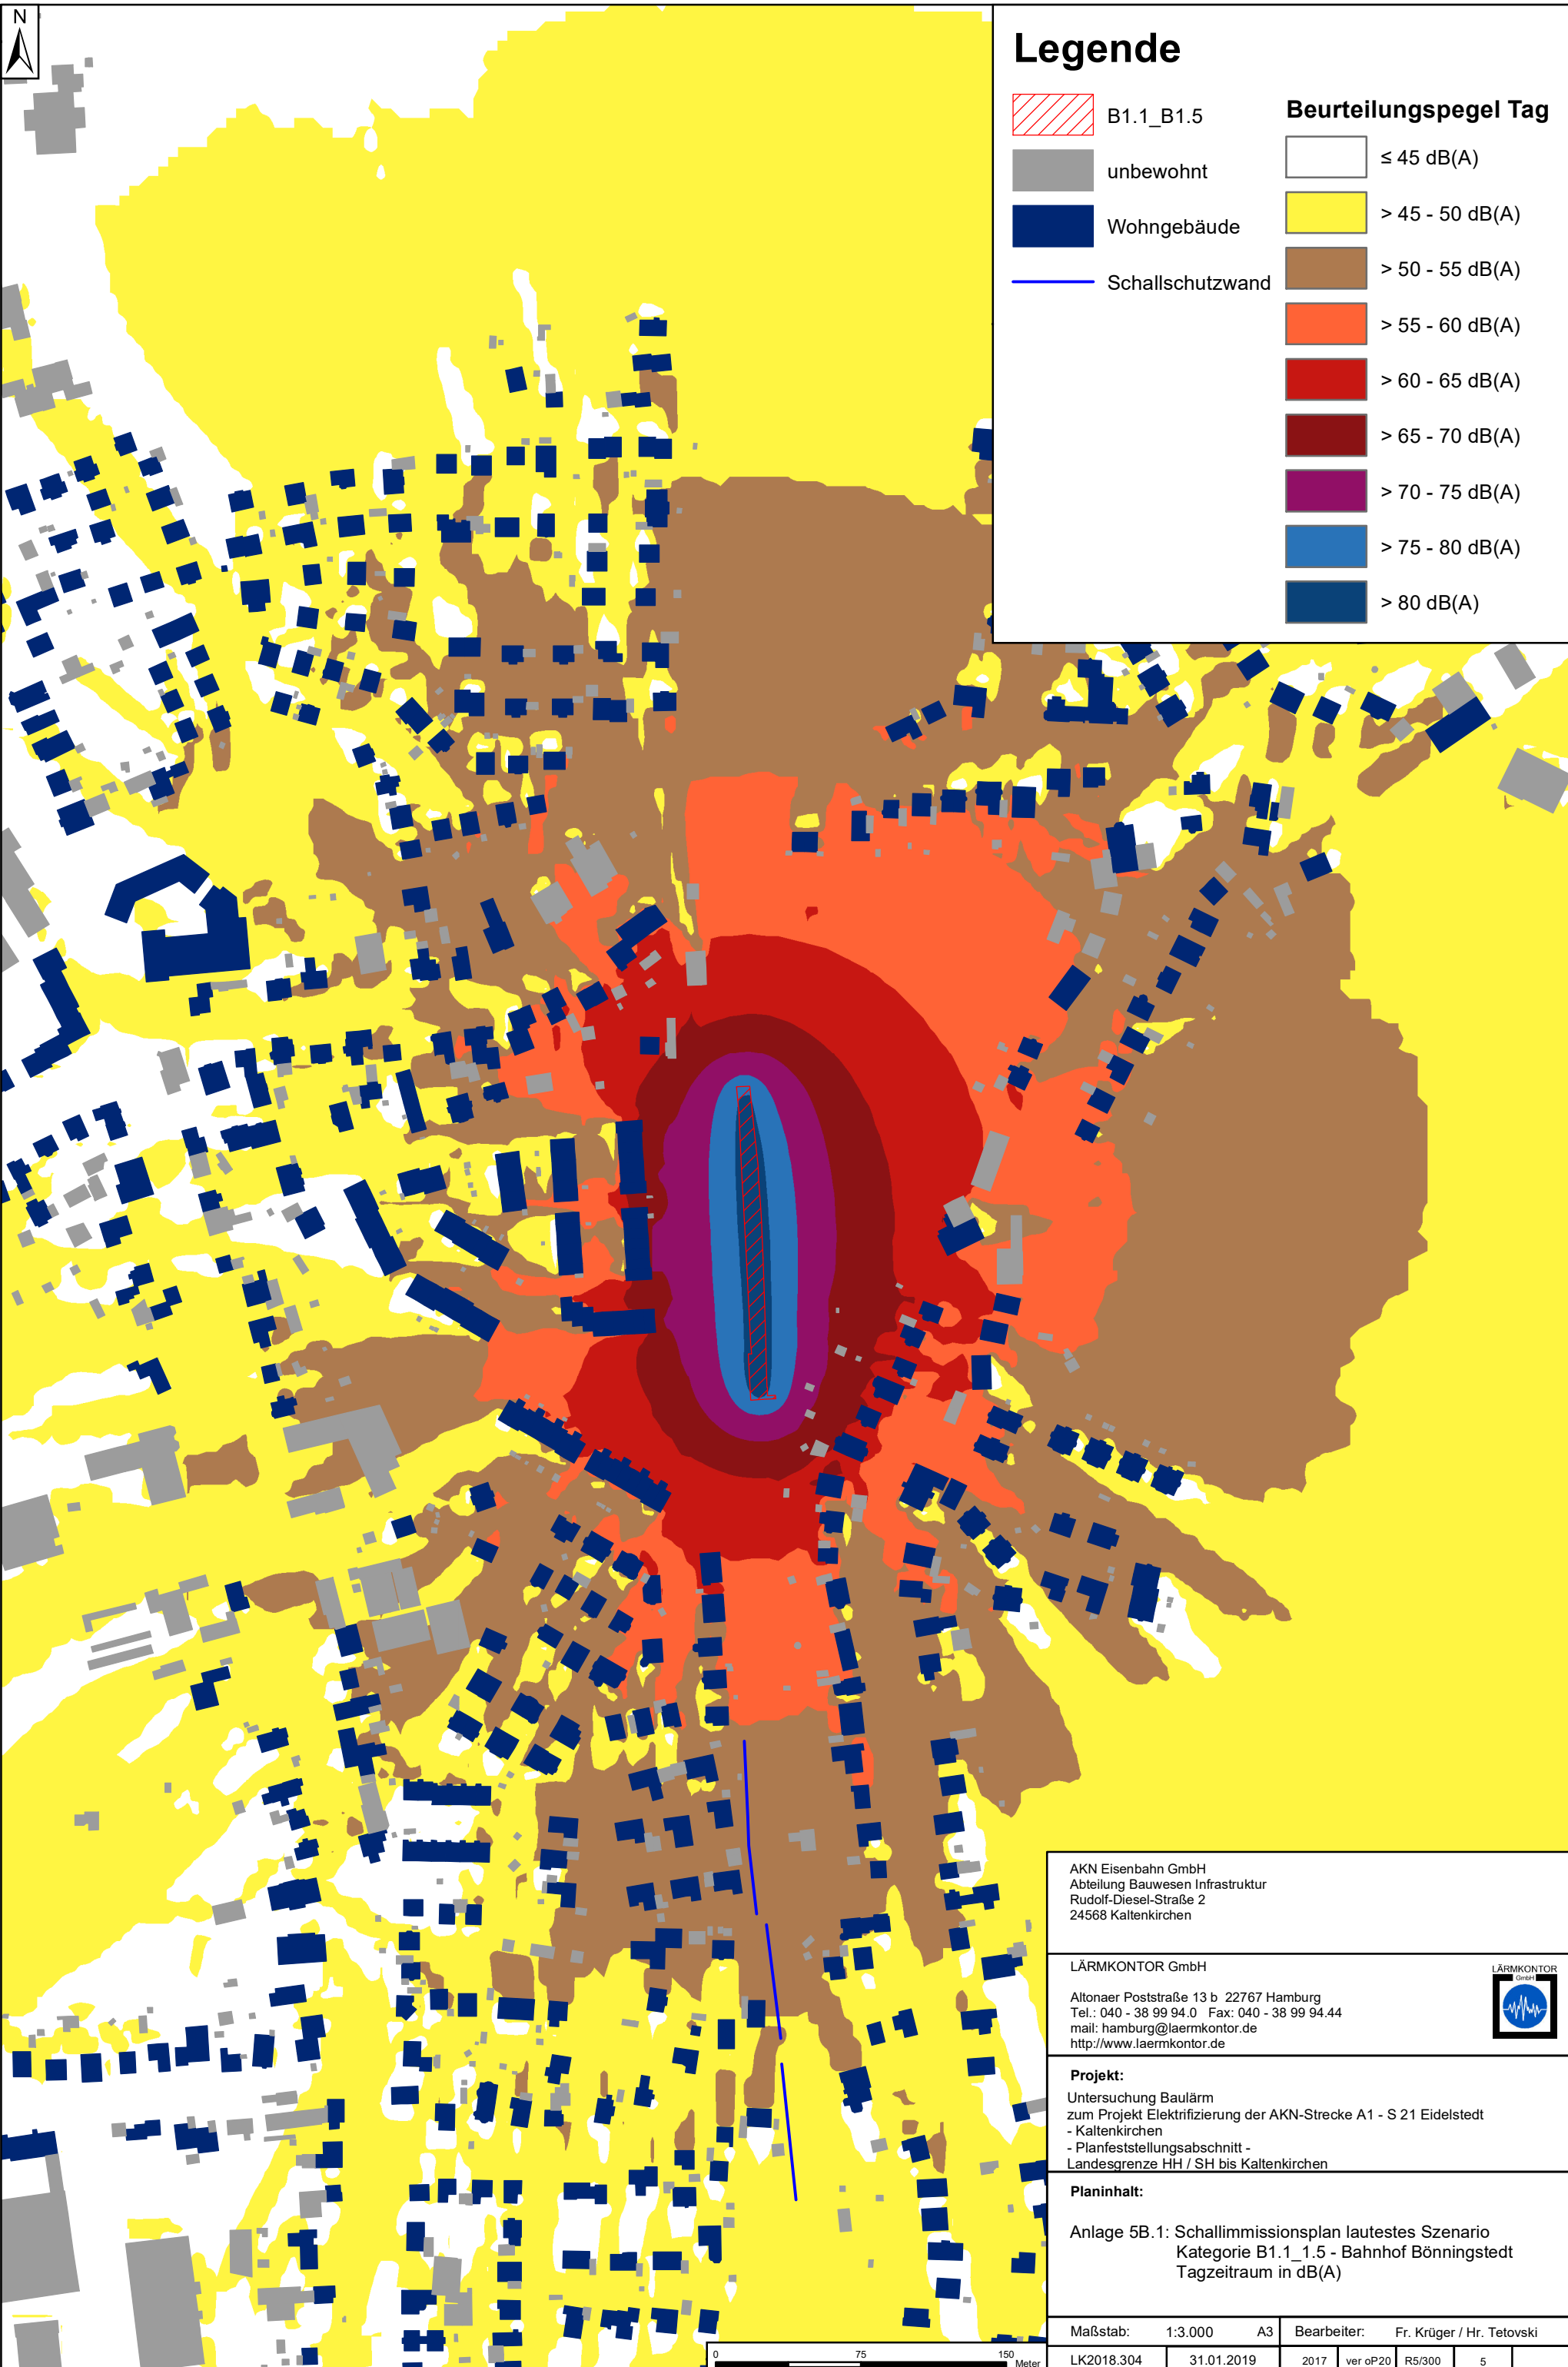 N
Legende
B1.1_B1.5
unbewohnt
Wohngebäude
Schallschutzwand
Beurteilungspegel Tag
≤ 45 dB(A)
> 45 - 50 dB(A)
> 50 - 55 dB(A)
> 55 - 60 dB(A)
> 60 - 65 dB(A)
> 65 - 70 dB(A)
> 70 - 75 dB(A)
> 75 - 80 dB(A)
> 80 dB(A)
AKN Eisenbahn GmbH
Abteilung Bauwesen Infrastruktur
Rudolf-Diesel-Straße 2
24568 Kaltenkirchen
LÄRMKONTOR GmbH
Altonaer Poststraße 13 b 22767 Hamburg
Tel.: 040 - 38 99 94.0 Fax: 040 - 38 99 94.44
mail: hamburg@laermkontor.de
http://www.laermkontor.de
LÄRMKONTOR
GmbH
Projekt:
Untersuchung Baulärm
zum Projekt Elektrifizierung der AKN-Strecke A1 - S 21 Eidelstedt
- Kaltenkirchen
- Planfeststellungsabschnitt -
Landesgrenze HH / SH bis Kaltenkirchen
Planinhalt:
Anlage 5B.1: Schallimmissionsplan lautestes Szenario
Kategorie B1.1_1.5 - Bahnhof Bönningstedt
Tagzeitraum in dB(A)
Maßstab: 1:3.000 A3 Bearbeiter: Fr. Krüger / Hr. Tetovski
LK2018.304 31.01.2019 2017 ver oP20 R5/300 5
0 75 150
Meter